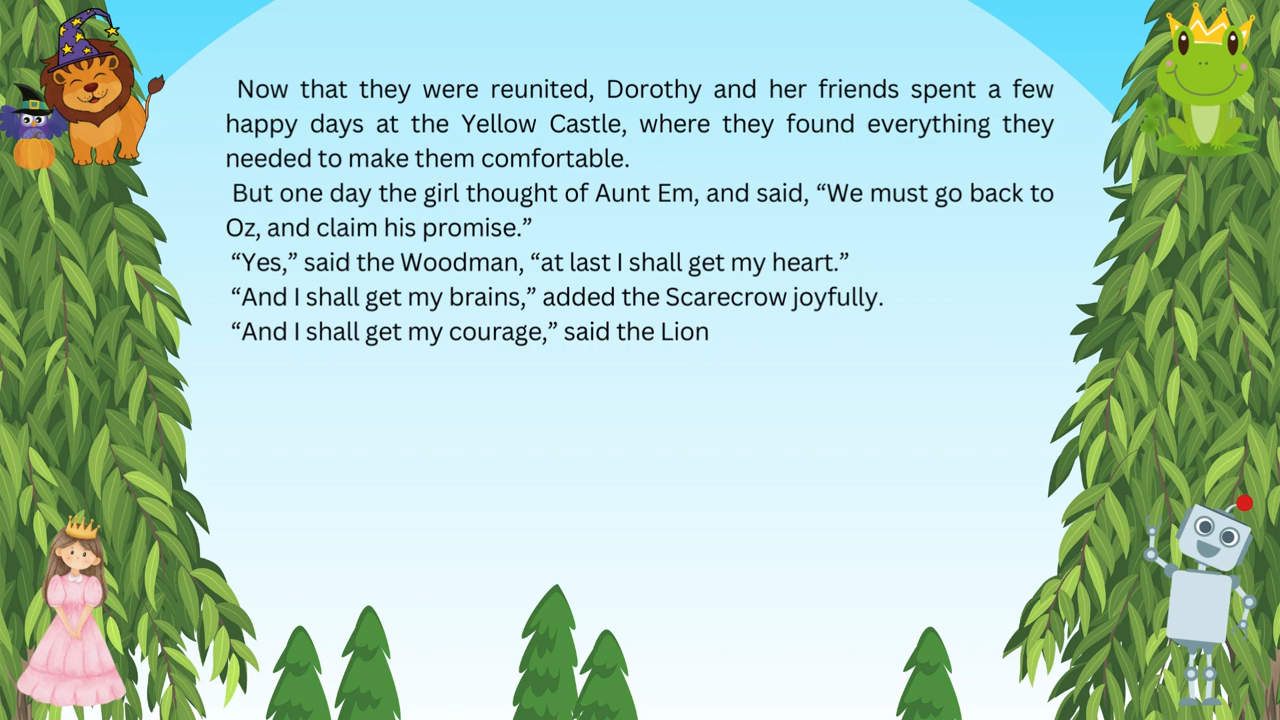 Now that they were reunited, Dorothy and her friends spent a few
happy days at the Yellow Castle, where they found everything they
needed to make them comfortable.
But one day the girl thought of Aunt Em, and said, “We must go back to
Oz, and claim his promise.”
“Yes,” said the Woodman, “at last I shall get my heart.”
“And I shall get my brains,” added the Scarecrow joyfully.
“And I shall get my courage,” said the Lion